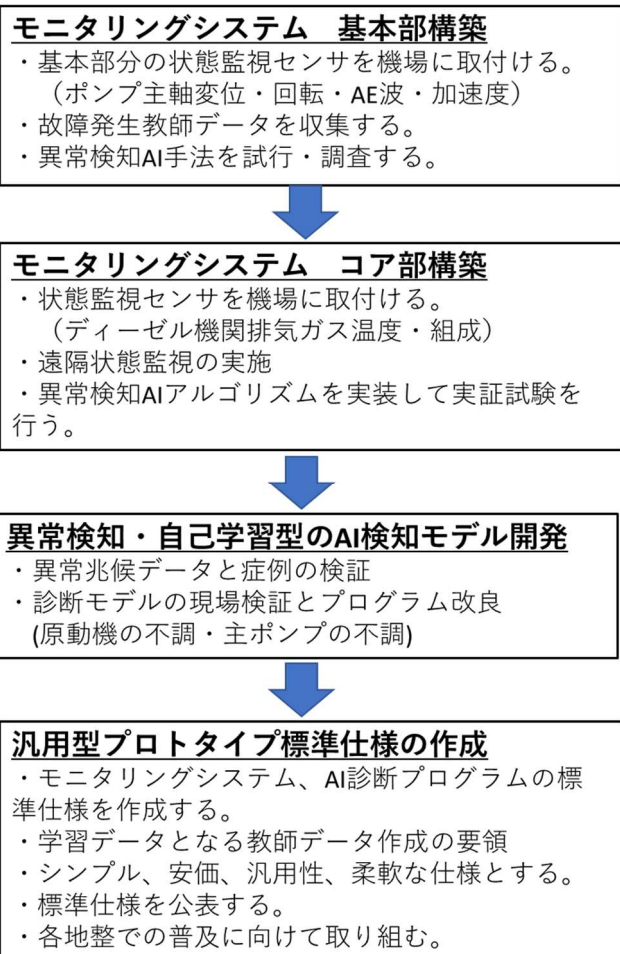 モニタリングシステム　基本部構築
・基本部分の状態監視センサを機場に取付ける。
（ポンプ主軸変位・回転・AE波・加速度）
・故障発生教師データを収集する。
・異常検知AI手法を試行・調査する。
モニタリングシステム　コア部構築
・状態監視センサを機場に取付ける。
（ディーゼル機関排気ガス温度・組成）
・遠隔状態監視の実施
・異常検知AIアルゴリズムを実装して実証試験を
行う。
異常検知・自己学習型のAI検知モデル開発
・異常兆候データと症例の検証
・診断モデルの現場検証とプログラム改良
(原動機の不調・主ポンプの不調)
汎用型プロトタイプ標準仕様の作成
・モニタリングシステム、AI診断プログラムの標
準仕様を作成する。
・学習データとなる教師データ作成の要領
・シンプル、安価、汎用性、柔軟な仕様とする。
・標準仕様を公表する。
・各地整での普及に向けて取り組む。